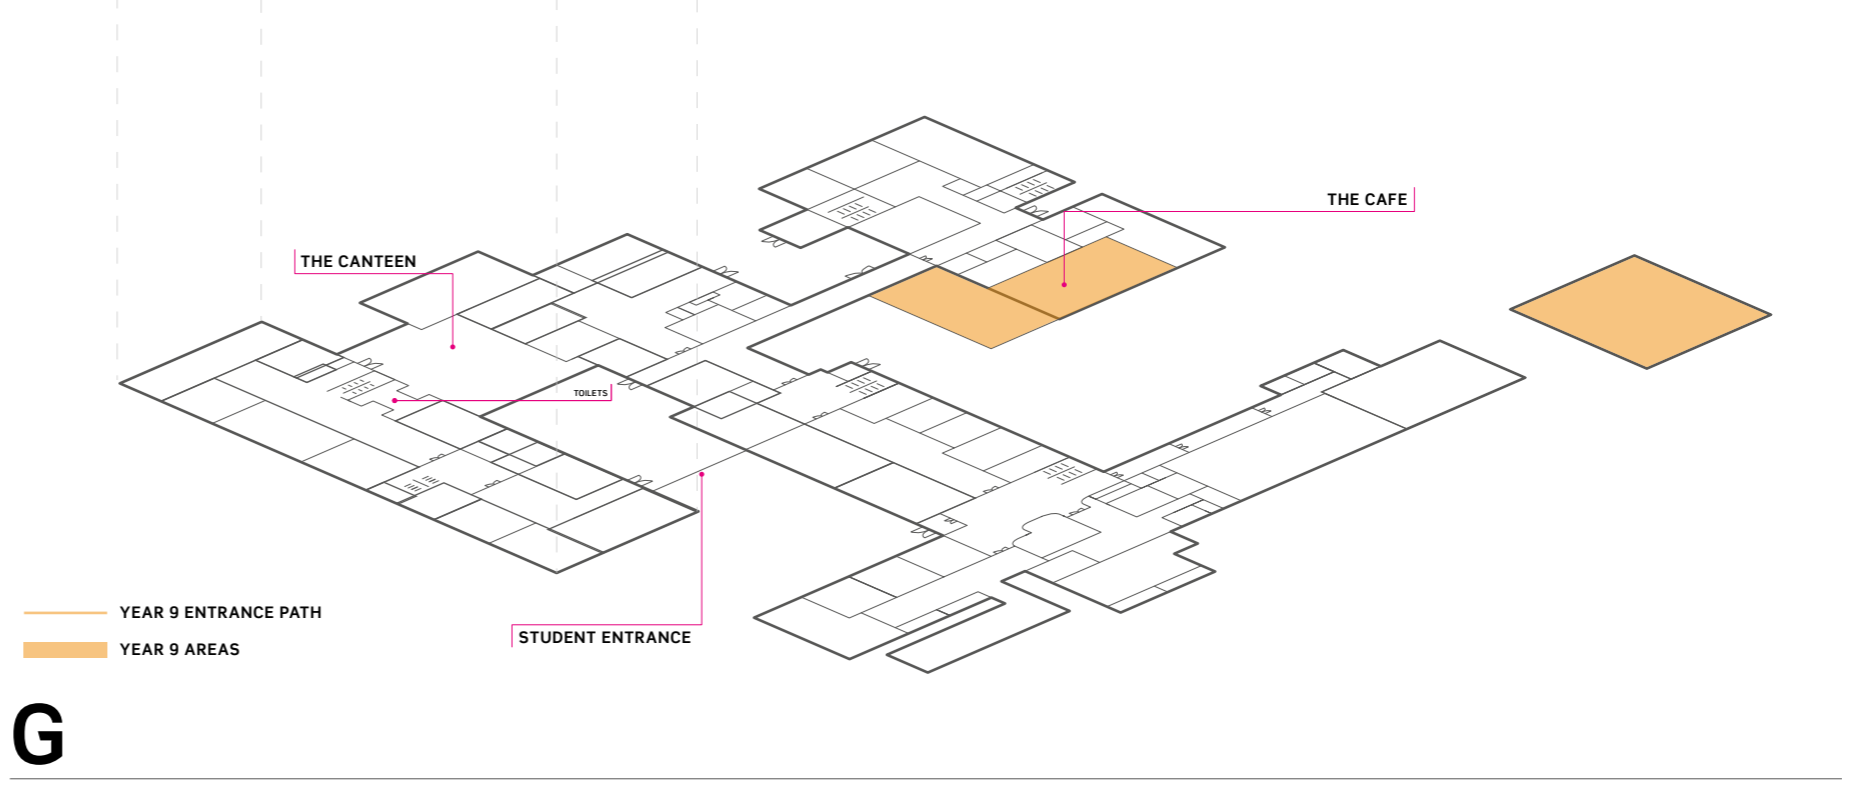 THE CAFE
THE CANTEEN
TOILETS
STUDENT ENTRANCE
YEAR 9 ENTRANCE PATH
YEAR 9 AREAS
G